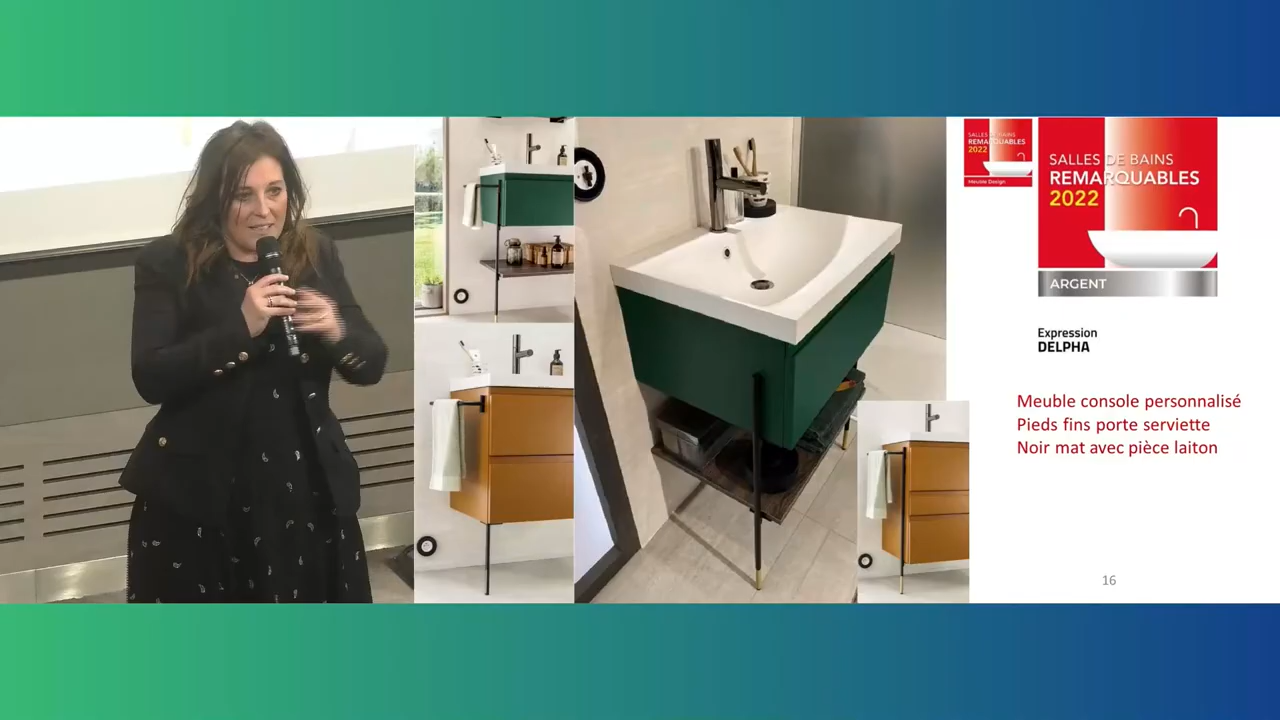 SALLES DE BAINS
REMARQUABLES
2022
Meuble Design
SALLES DE BAINS
REMARQUABLES
2022
ARGENT
Expression
DELPHA
Meuble console personnalisé
Pieds fins porte serviette
Noir mat avec pièce laiton
16